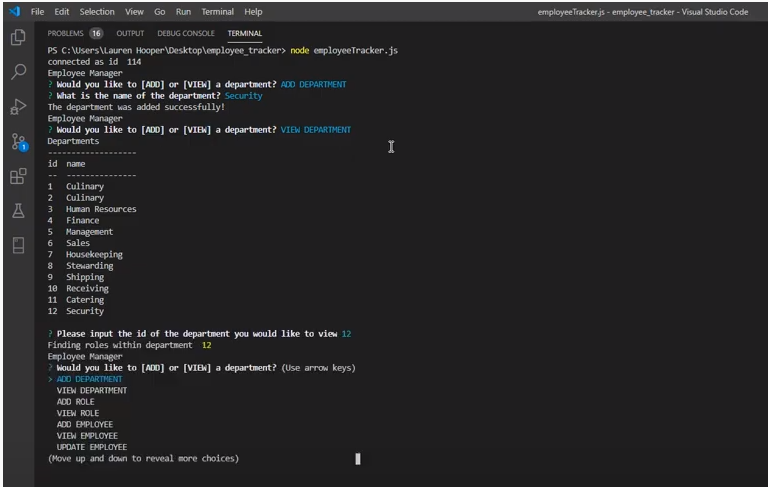 File Edit Selection View Go Run Terminal Help employeeTracker.js - employee_tracker - Visual Studio Code
PROBLEMS 16 OUTPUT DEBUG CONSOLE TERMINAL
PS C:\Users\Lauren Hooper\Desktop\employee_tracker> node employeeTracker.js
connected as id 114
Employee Manager
? Would you like to [ADD] or [VIEW] a department? ADD DEPARTMENT
? What is the name of the department? Security
The department was added successfully!
Employee Manager
? Would you like to [ADD] or [VIEW] a department? VIEW DEPARTMENT
Departments
------------------
id name
-- ---------------
1 Culinary
2 Culinary
3 Human Resources
4 Finance
5 Management
6 Sales
7 Housekeeping
8 Stewarding
9 Shipping
10 Receiving
11 Catering
12 Security
? Please input the id of the department you would like to view 12
Finding roles within department 12
Employee Manager
? Would you like to [ADD] or [VIEW] a department? (Use arrow keys)
> ADD DEPARTMENT
VIEW DEPARTMENT
ADD ROLE
VIEW ROLE
ADD EMPLOYEE
VIEW EMPLOYEE
UPDATE EMPLOYEE
(Move up and down to reveal more choices)
1